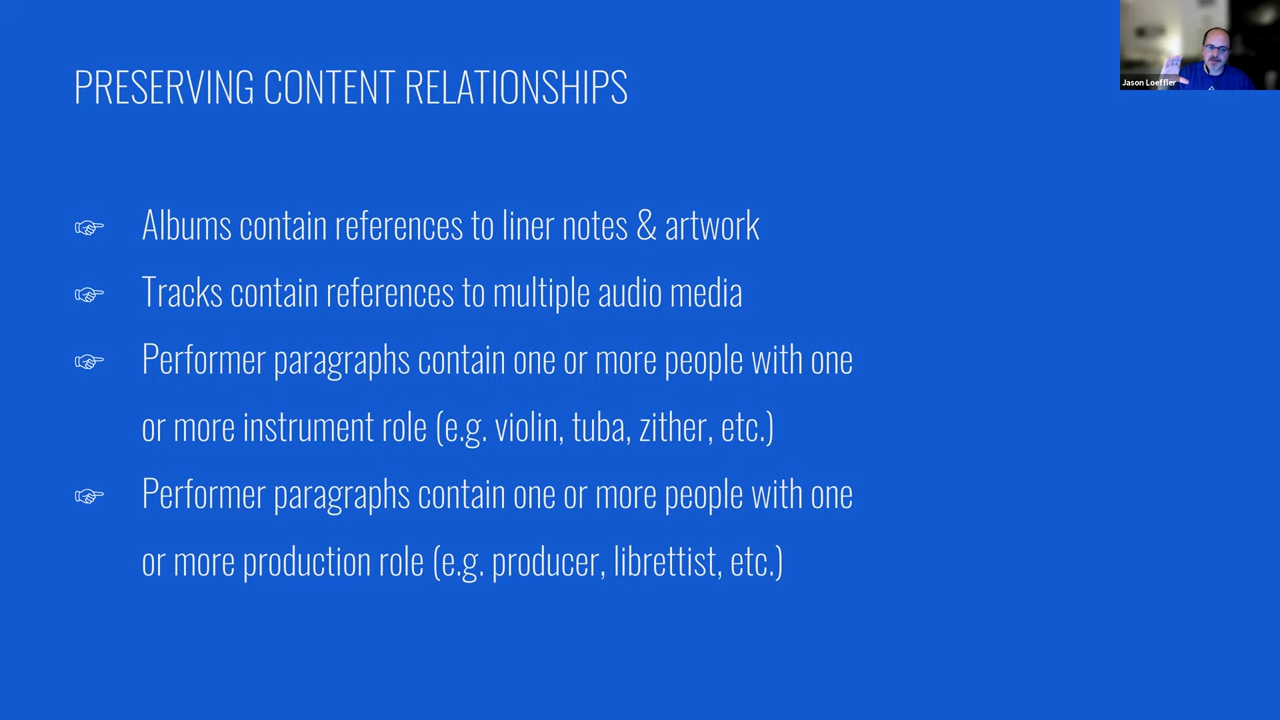 PRESERVING CONTENT RELATIONSHIPS
Jason Loeffler
☞ Albums contain references to liner notes & artwork
☞ Tracks contain references to multiple audio media
☞ Performer paragraphs contain one or more people with one
or more instrument role (e.g. violin, tuba, zither, etc.)
☞ Performer paragraphs contain one or more people with one
or more production role (e.g. producer, librettist, etc.)